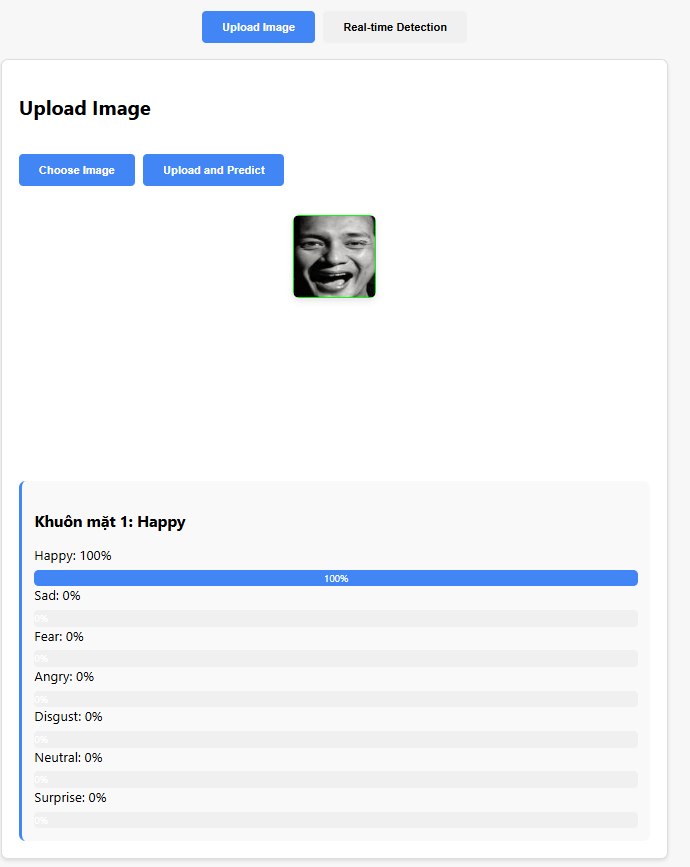 Upload Image Real-time Detection
Upload Image
Choose Image Upload and Predict
Khuôn mặt 1: Happy
Happy: 100%
100%
Sad: 0%
0%
Fear: 0%
0%
Angry: 0%
0%
Disgust: 0%
0%
Neutral: 0%
0%
Surprise: 0%
0%